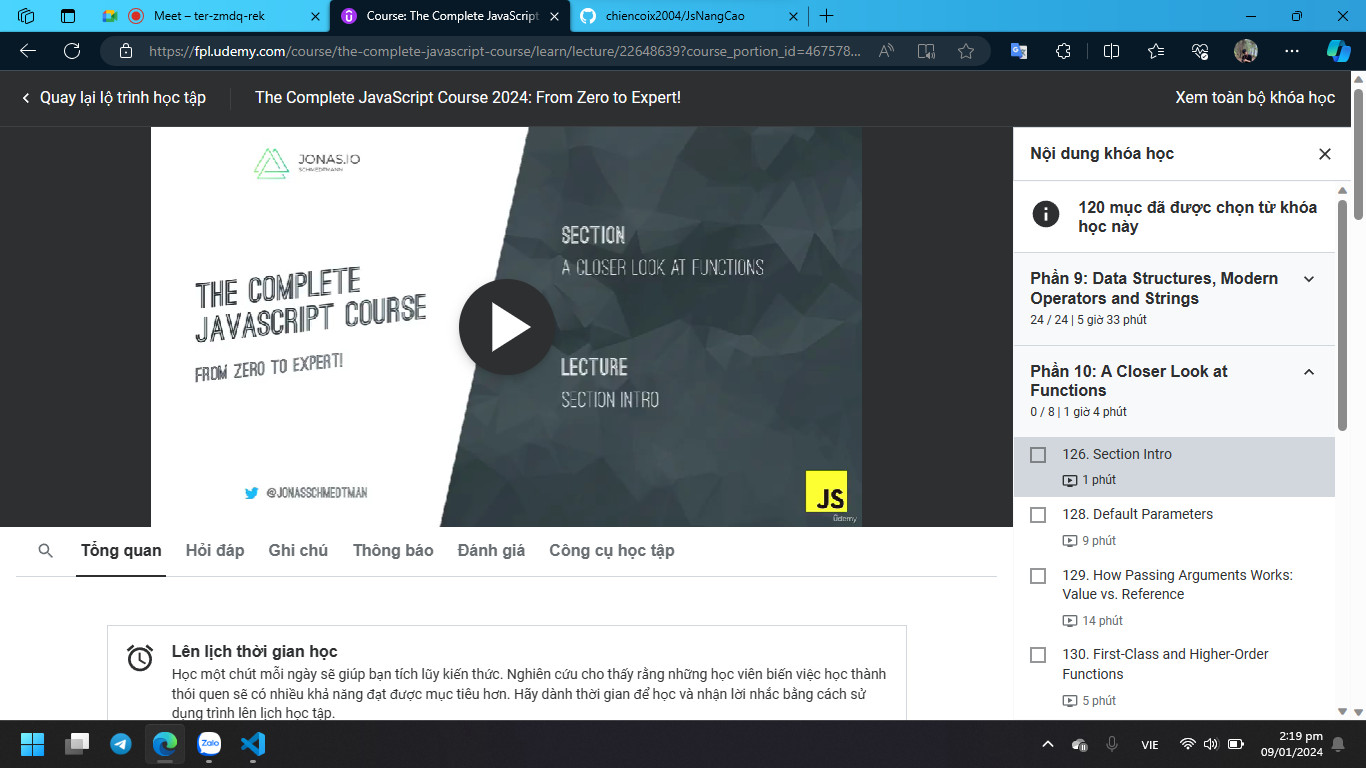 Meet – ter-zmdq-rek
Course: The Complete JavaScript
chiencoix2004/JsNangCao
https://fpl.udemy.com/course/the-complete-javascript-course/learn/lecture/22648639?course_portion_id=467578...
Quay lại lộ trình học tập
The Complete JavaScript Course 2024: From Zero to Expert!
Xem toàn bộ khóa học
JONAS.IO
SCHMEDTMANN
THE COMPLETE
JAVASCRIPT COURSE
FROM ZERO TO EXPERT!
@JONASSCHMEDTMAN
SECTION
A CLOSER LOOK AT FUNCTIONS
LECTURE
SECTION INTRO
JS
ûdemy
Nội dung khóa học
120 mục đã được chọn từ khóa
học này
Phần 9: Data Structures, Modern
Operators and Strings
24 / 24 | 5 giờ 33 phút
Phần 10: A Closer Look at
Functions
0 / 8 | 1 giờ 4 phút
126. Section Intro
1 phút
128. Default Parameters
9 phút
129. How Passing Arguments Works:
Value vs. Reference
14 phút
130. First-Class and Higher-Order
Functions
5 phút
Tổng quan
Hỏi đáp
Ghi chú
Thông báo
Đánh giá
Công cụ học tập
Lên lịch thời gian học
Học một chút mỗi ngày sẽ giúp bạn tích lũy kiến thức. Nghiên cứu cho thấy rằng những học viên biến việc học thành
thói quen sẽ có nhiều khả năng đạt được mục tiêu hơn. Hãy dành thời gian để học và nhận lời nhắc bằng cách sử
dụng trình lên lịch học tập.
Zalo
VIE
2:19 pm
09/01/2024